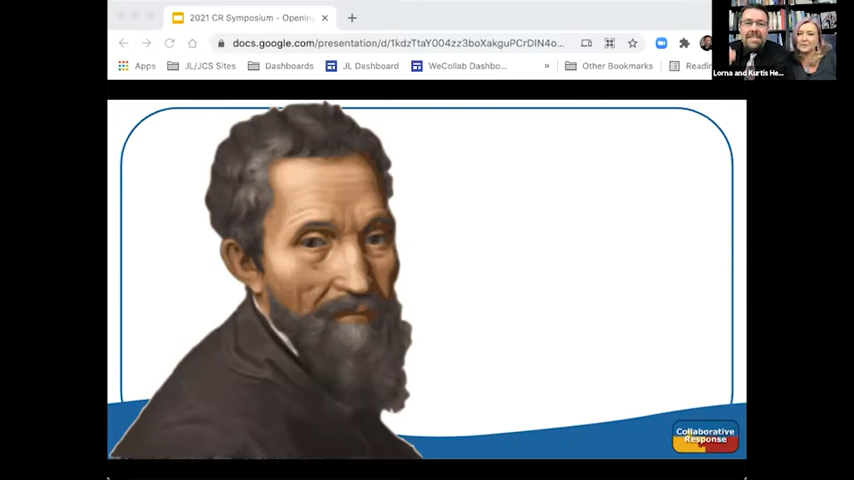 2021 CR Symposium - Openin
docs.google.com/presentation/d/1kdzTtaY004zz3boXakguPCrDIN4o...
Apps
JL/JCS Sites
Dashboards
JL Dashboard
WeCollab Dashbo...
»
Other Bookmarks
Readin
Lorna and Kurtis He...
Collaborative
Response